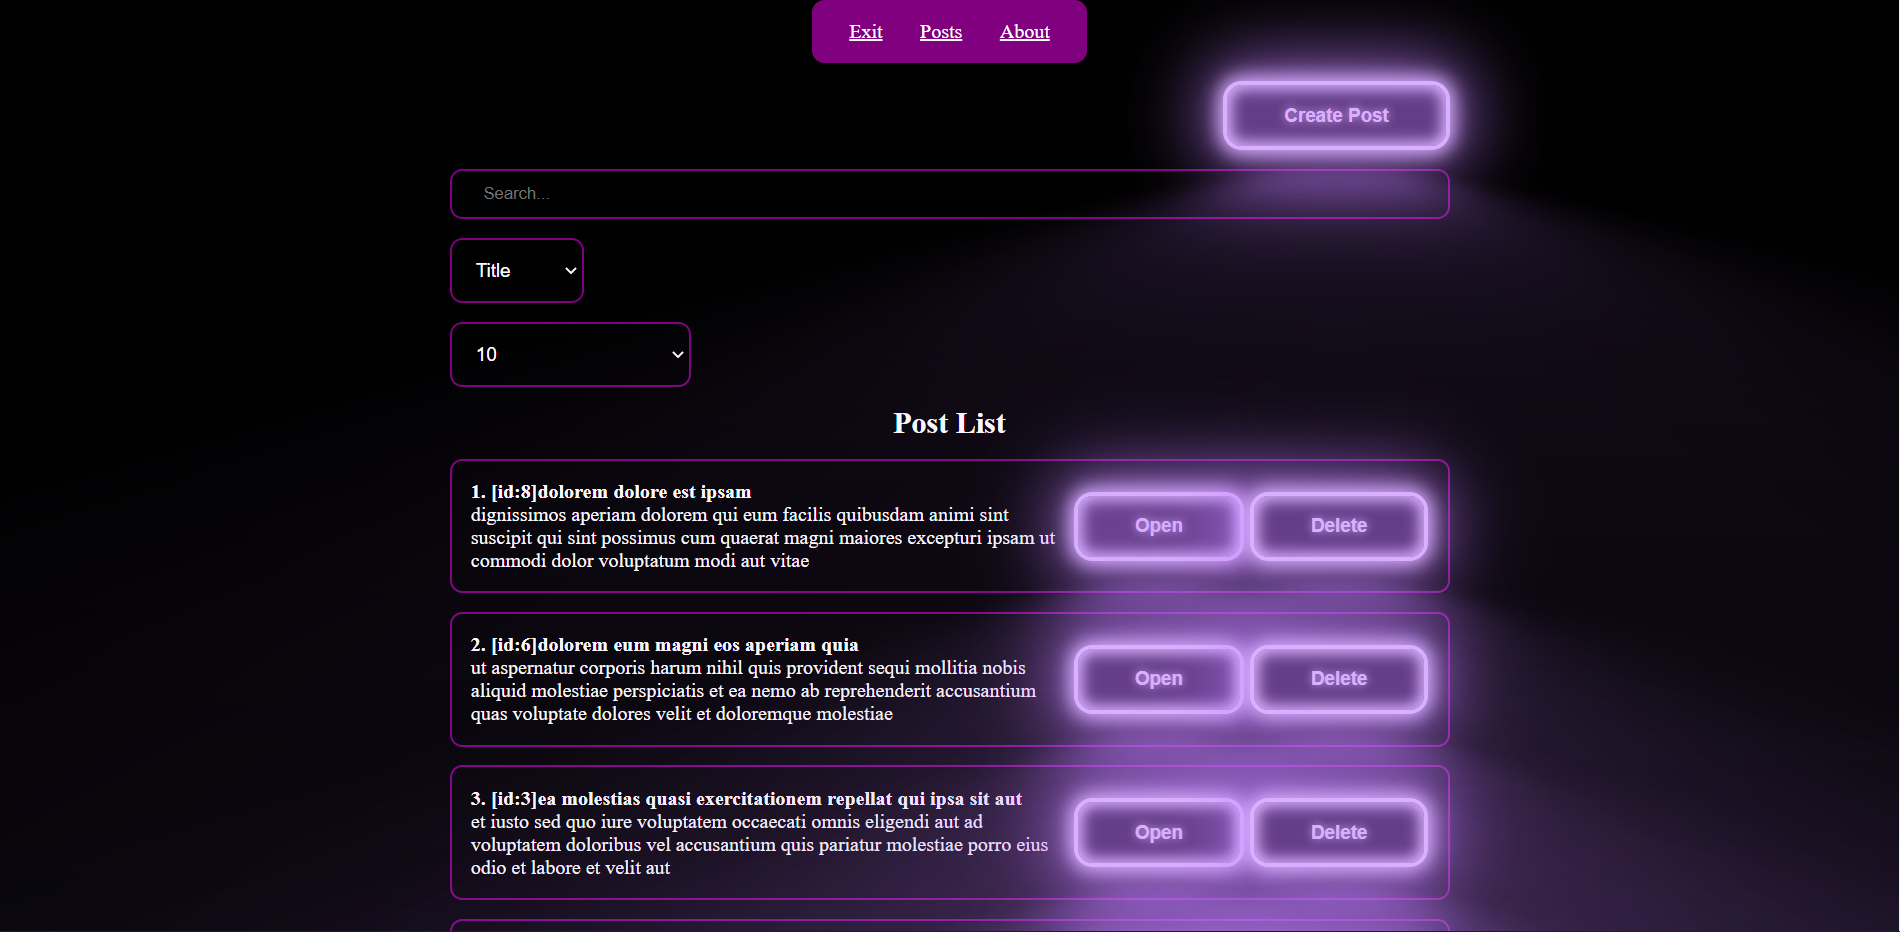 Exit Posts About
Create Post
Search...
Title
10
Post List
1. [id:8]dolorem dolore est ipsam
dignissimos aperiam dolorem qui eum facilis quibusdam animi sint
suscipit qui sint possimus cum quaerat magni maiores excepturi ipsam ut
commodi dolor voluptatum modi aut vitae
Open Delete
2. [id:6]dolorem eum magni eos aperiam quia
ut aspernatur corporis harum nihil quis provident sequi mollitia nobis
aliquid molestiae perspiciatis et ea nemo ab reprehenderit accusantium
quas voluptate dolores velit et doloremque molestiae
Open Delete
3. [id:3]ea molestias quasi exercitationem repellat qui ipsa sit aut
et iusto sed quo iure voluptatem occaecati omnis eligendi aut ad
voluptatem doloribus vel accusantium quis pariatur molestiae porro eius
odio et labore et velit aut
Open Delete